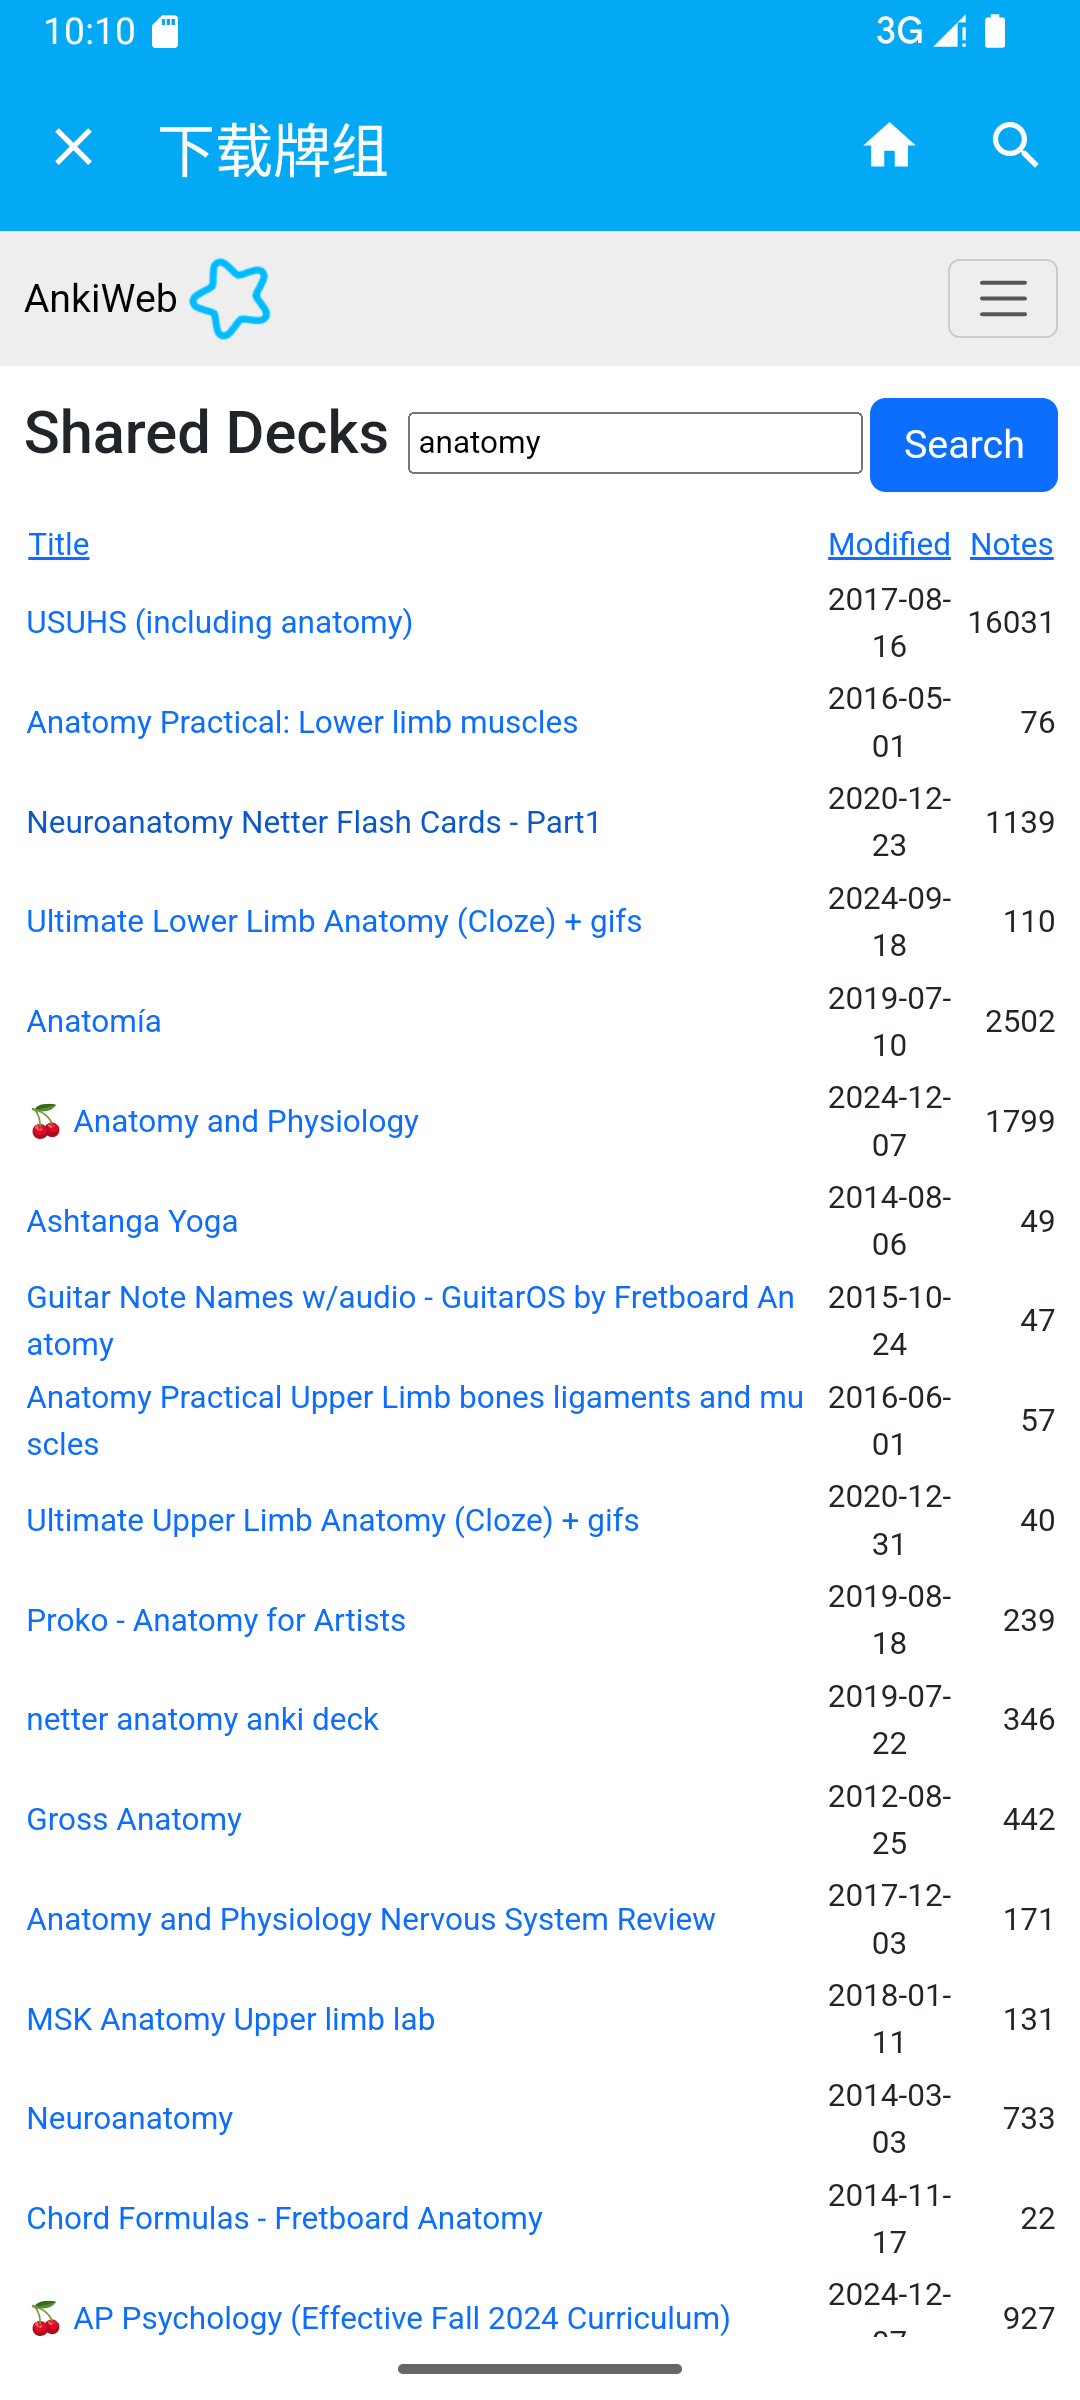 10:10 3G
下载牌组
AnkiWeb
Shared Decks anatomy Search
Title Modified Notes
USUHS (including anatomy) 2017-08-
16 16031
Anatomy Practical: Lower limb muscles 2016-05-
01 76
Neuroanatomy Netter Flash Cards - Part1 2020-12-
23 1139
Ultimate Lower Limb Anatomy (Cloze) + gifs 2024-09-
18 110
Anatomía 2019-07-
10 2502
🍒 Anatomy and Physiology 2024-12-
07 1799
Ashtanga Yoga 2014-08-
06 49
Guitar Note Names w/audio - GuitarOS by Fretboard An 2015-10-
atomy 24 47
Anatomy Practical Upper Limb bones ligaments and mu 2016-06-
scles 01 57
Ultimate Upper Limb Anatomy (Cloze) + gifs 2020-12-
31 40
Proko - Anatomy for Artists 2019-08-
18 239
netter anatomy anki deck 2019-07-
22 346
Gross Anatomy 2012-08-
25 442
Anatomy and Physiology Nervous System Review 2017-12-
03 171
MSK Anatomy Upper limb lab 2018-01-
11 131
Neuroanatomy 2014-03-
03 733
Chord Formulas - Fretboard Anatomy 2014-11-
17 22
🍒 AP Psychology (Effective Fall 2024 Curriculum) 2024-12-
927